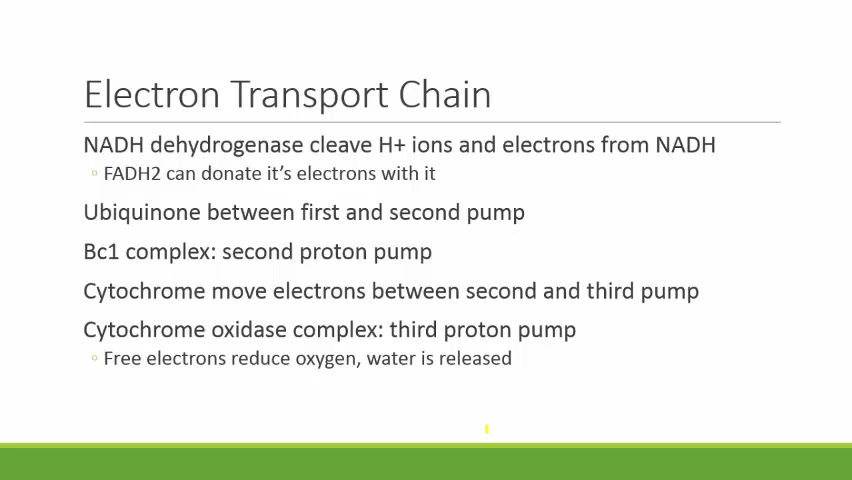 Electron Transport Chain
NADH dehydrogenase cleave H+ ions and electrons from NADH
◦ FADH2 can donate it’s electrons with it
Ubiquinone between first and second pump
Bc1 complex: second proton pump
Cytochrome move electrons between second and third pump
Cytochrome oxidase complex: third proton pump
◦ Free electrons reduce oxygen, water is released